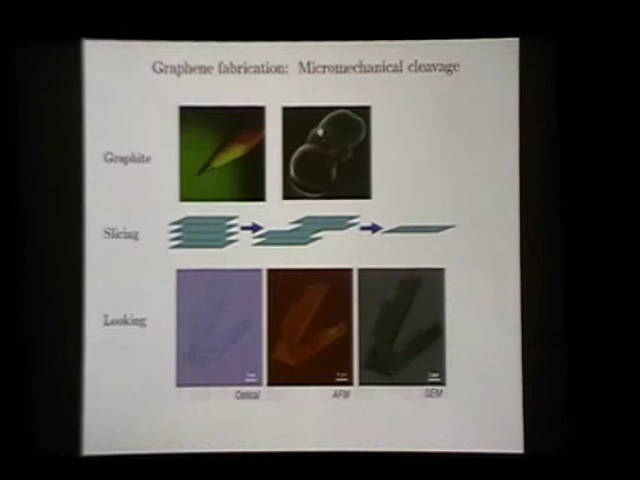 Graphene fabrication: Micromechanical cleavage
Graphite
Slicing
Looking
Optical AFM SEM